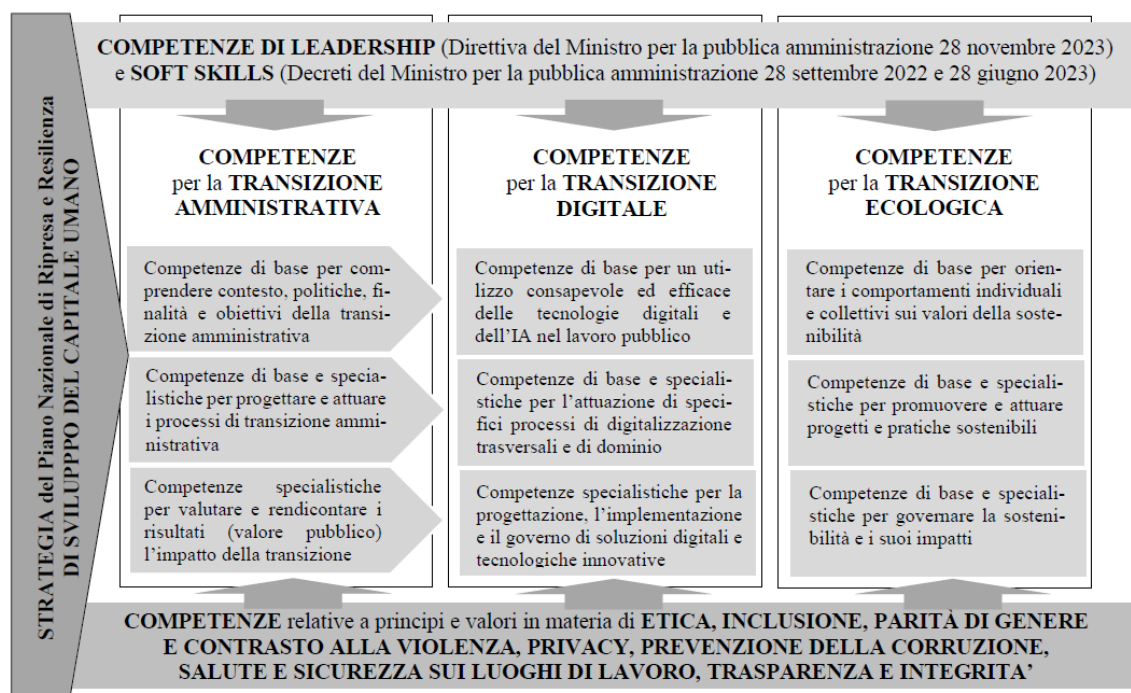 STRATEGIA del Piano Nazionale di Ripresa e Resilienza
DI SVILUPPO DEL CAPITALE UMANO
COMPETENZE DI LEADERSHIP (Direttiva del Ministro per la pubblica amministrazione 28 novembre 2023)
e SOFT SKILLS (Decreti del Ministro per la pubblica amministrazione 28 settembre 2022 e 28 giugno 2023)
COMPETENZE
per la TRANSIZIONE
AMMINISTRATIVA
Competenze di base per com-
prendere contesto, politiche, fi-
nalità e obiettivi della transi-
zione amministrativa
Competenze di base e specia-
listiche per progettare e attuare
i processi di transizione ammi-
nistrativa
Competenze specialistiche
per valutare e rendicontare i
risultati (valore pubblico)
l’impatto della transizione
COMPETENZE
per la TRANSIZIONE
DIGITALE
Competenze di base per un uti-
lizzo consapevole ed efficace
delle tecnologie digitali e
dell’IA nel lavoro pubblico
Competenze di base e speciali-
stiche per l’attuazione di speci-
fici processi di digitalizzazione
trasversali e di dominio
Competenze specialistiche per la
progettazione, l’implementazione
e il governo di soluzioni digitali e
tecnologiche innovative
COMPETENZE
per la TRANSIZIONE
ECOLOGICA
Competenze di base per orien-
tare i comportamenti individuali
e collettivi sui valori della soste-
nibilità
Competenze di base e speciali-
stiche per promuovere e attuare
progetti e pratiche sostenibili
Competenze di base e speciali-
stiche per governare la sosteni-
bilità e i suoi impatti
COMPETENZE relative a principi e valori in materia di ETICA, INCLUSIONE, PARITÀ DI GENERE
E CONTRASTO ALLA VIOLENZA, PRIVACY, PREVENZIONE DELLA CORRUZIONE,
SALUTE E SICUREZZA SUI LUOGHI DI LAVORO, TRASPARENZA E INTEGRITA’